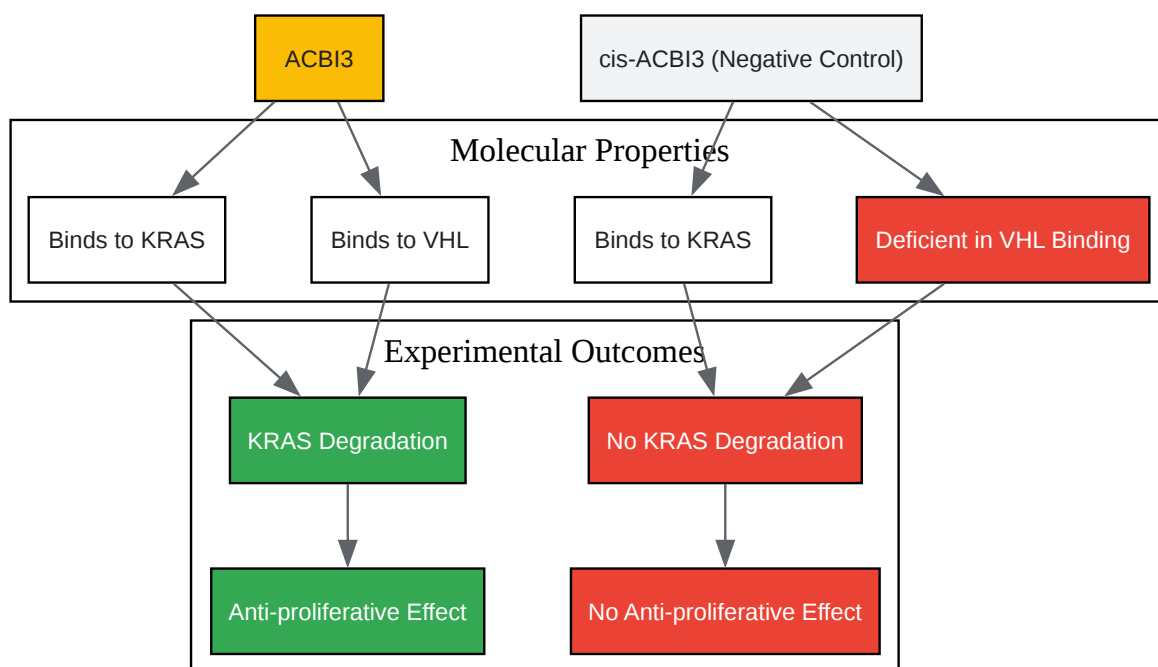 ACBI3
cis-ACBI3 (Negative Control)
Molecular Properties
Binds to KRAS
Binds to VHL
Binds to KRAS
Deficient in VHL Binding
Experimental Outcomes
KRAS Degradation
No KRAS Degradation
Anti-proliferative Effect
No Anti-proliferative Effect